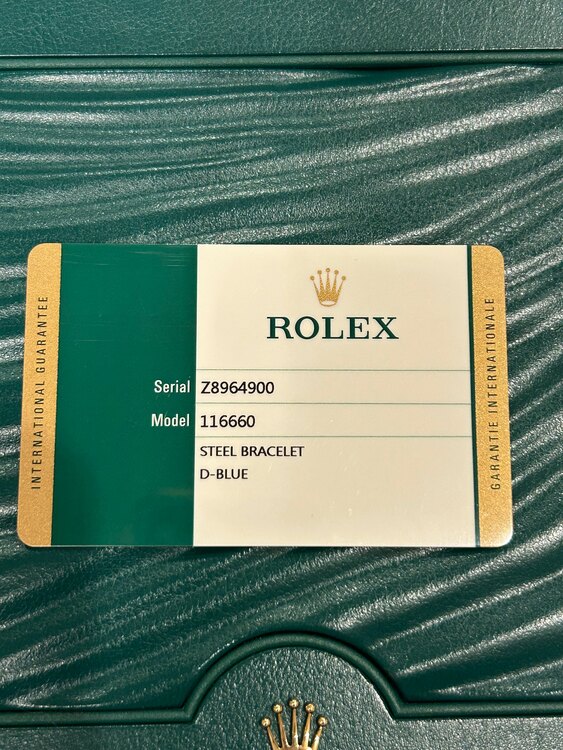 INTERNATIONAL GUARANTEE
ROLEX
Serial Z8964900
Model 116660
STEEL BRACELET
D-BLUE
GARANTIE INTERNATIONALE